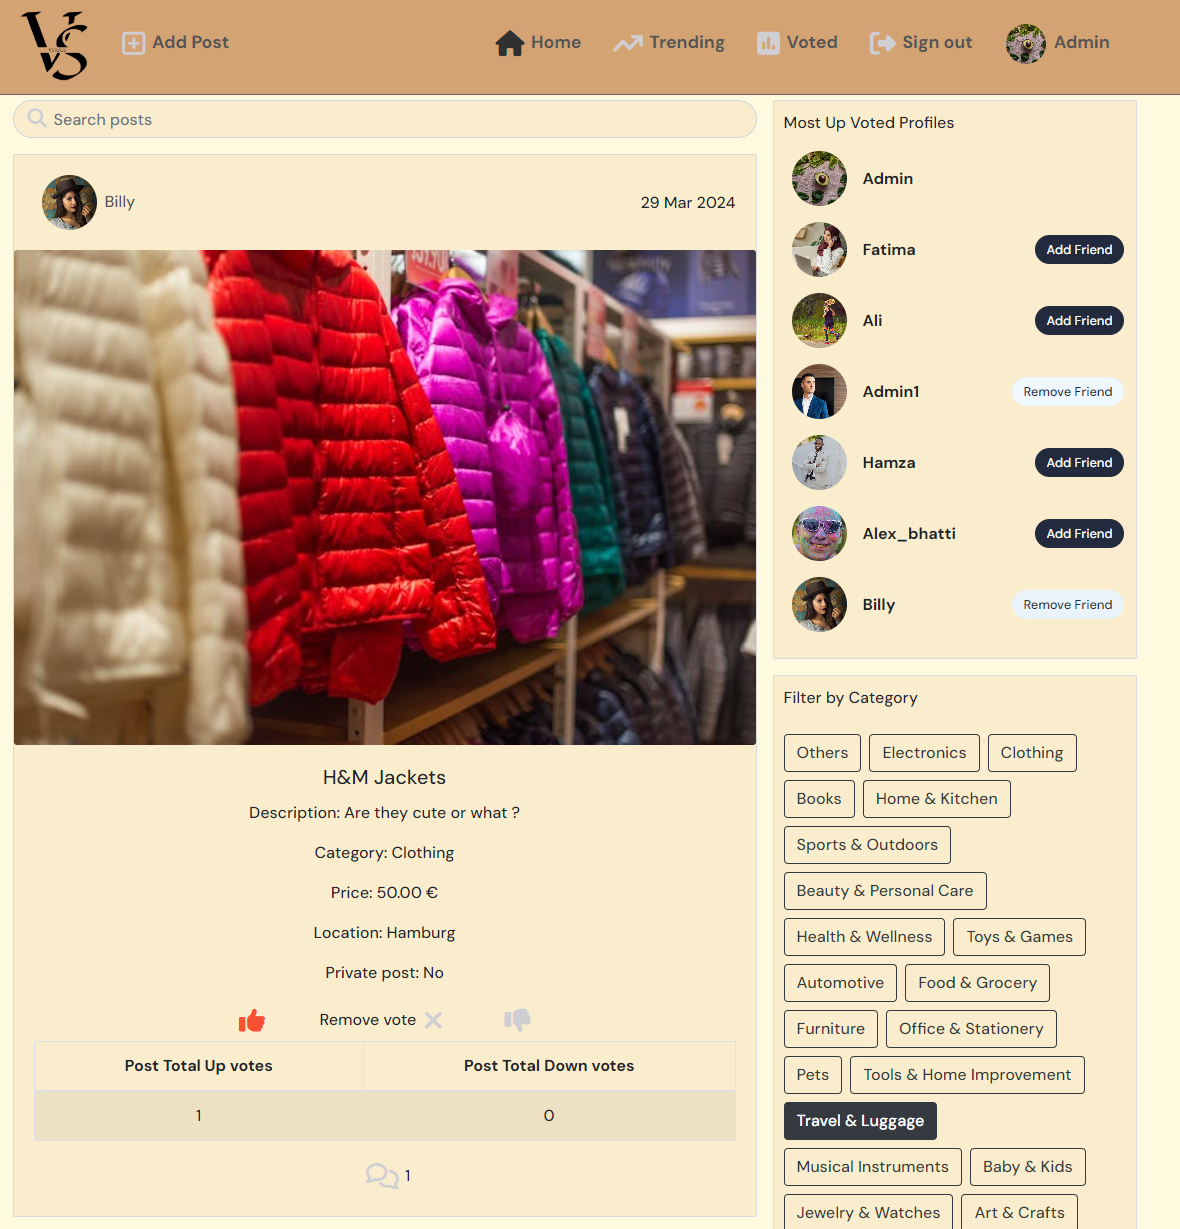 Add Post
Home
Trending
Voted
Sign out
Admin
Search posts
Billy
29 Mar 2024
H&M Jackets
Description: Are they cute or what ?
Category: Clothing
Price: 50.00 €
Location: Hamburg
Private post: No
Remove vote
Post Total Up votes
Post Total Down votes
1
0
1
Most Up Voted Profiles
Admin
Fatima
Add Friend
Ali
Add Friend
Admin1
Remove Friend
Hamza
Add Friend
Alex_bhatti
Add Friend
Billy
Remove Friend
Filter by Category
Others
Electronics
Clothing
Books
Home & Kitchen
Sports & Outdoors
Beauty & Personal Care
Health & Wellness
Toys & Games
Automotive
Food & Grocery
Furniture
Office & Stationery
Pets
Tools & Home Improvement
Travel & Luggage
Musical Instruments
Baby & Kids
Jewelry & Watches
Art & Crafts